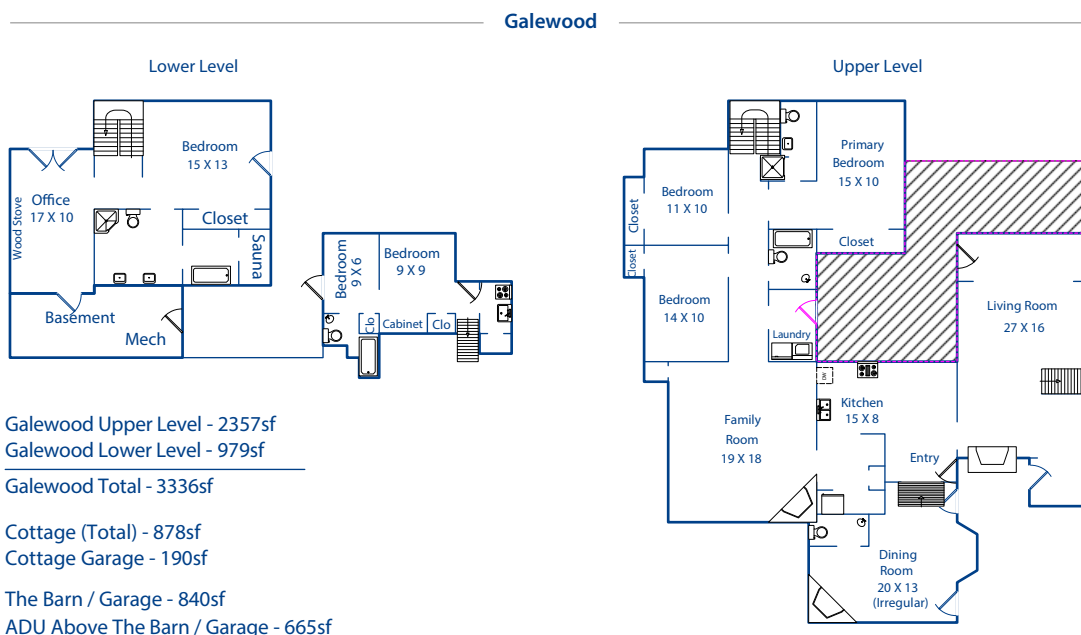 Galewood
Lower Level
Upper Level
Bedroom
15 X 13
Office
17 X 10
Wood Stove
Closet
Sauna
Basement
Mech
Bedroom
9 X 6
Bedroom
9 X 9
Clo
Cabinet
Clo
Primary
Bedroom
15 X 10
Bedroom
11 X 10
Closet
Closet
Closet
Bedroom
14 X 10
Laundry
Living Room
27 X 16
DW
Kitchen
15 X 8
Family
Room
19 X 18
Entry
Dining
Room
20 X 13
(Irregular)
Galewood Upper Level - 2357sf
Galewood Lower Level - 979sf
Galewood Total - 3336sf
Cottage (Total) - 878sf
Cottage Garage - 190sf
The Barn / Garage - 840sf
ADU Above The Barn / Garage - 665sf